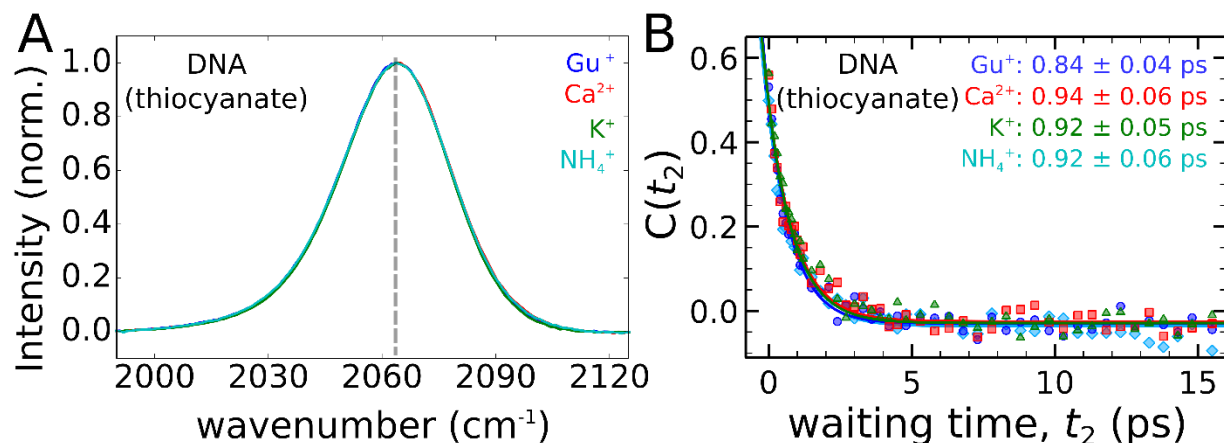 A
DNA
(thiocyanate)
Gu⁺
Ca²⁺
K⁺
NH₄⁺
Intensity (norm.)
1.0
0.8
0.6
0.4
0.2
0.0
2000 2030 2060 2090 2120
wavenumber (cm⁻¹)
B
DNA
(thiocyanate)
Gu⁺: 0.84 ± 0.04 ps
Ca²⁺: 0.94 ± 0.06 ps
K⁺: 0.92 ± 0.05 ps
NH₄⁺: 0.92 ± 0.06 ps
C(t₂)
0.6
0.4
0.2
0.0
0 5 10 15
waiting time, t₂ (ps)